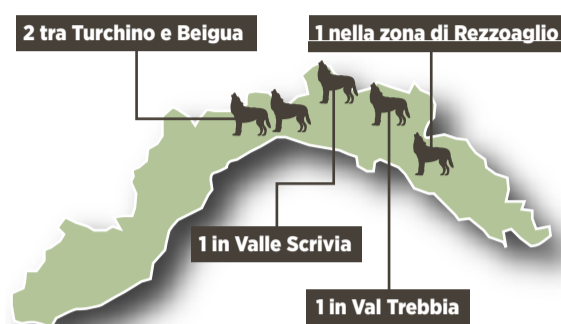 2 tra Turchino e Beigua
1 nella zona di Rezzoaglio
1 in Valle Scrivia
1 in Val Trebbia